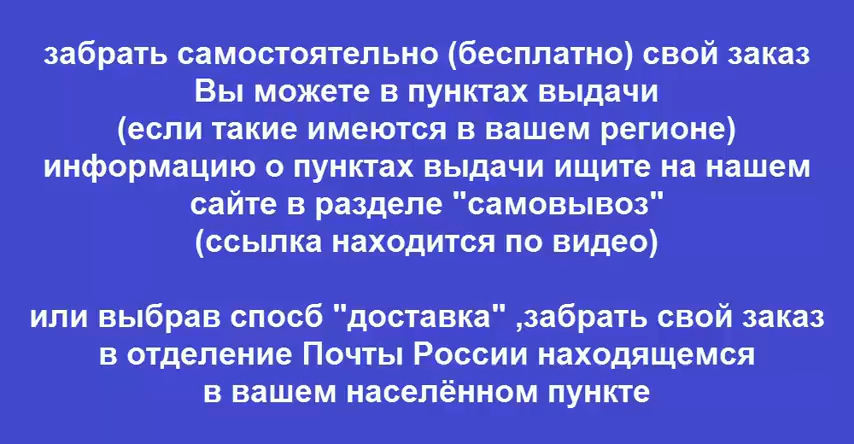 забрать самостоятельно (бесплатно) свой заказ
Вы можете в пунктах выдачи
(если такие имеются в вашем регионе)
информацию о пунктах выдачи ищите на нашем
сайте в разделе "самовывоз"
(ссылка находится по видео)
или выбрав спосб "доставка" ,забрать свой заказ
в отделение Почты России находящемся
в вашем населённом пункте